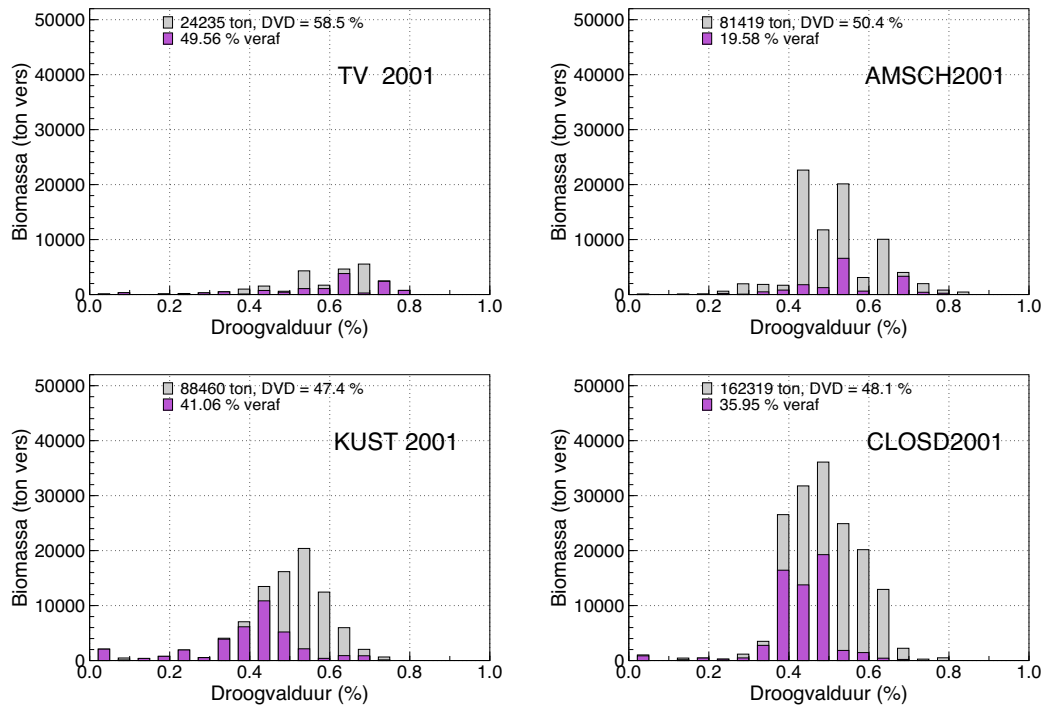 24235 ton, DVD = 58.5 %
49.56 % veraf
TV 2001
Biomassa (ton vers)
50000
40000
30000
20000
10000
0
0.0 0.2 0.4 0.6 0.8 1.0
Droogvalduur (%)
81419 ton, DVD = 50.4 %
19.58 % veraf
AMSCH2001
Biomassa (ton vers)
50000
40000
30000
20000
10000
0
0.0 0.2 0.4 0.6 0.8 1.0
Droogvalduur (%)
88460 ton, DVD = 47.4 %
41.06 % veraf
KUST 2001
Biomassa (ton vers)
50000
40000
30000
20000
10000
0
0.0 0.2 0.4 0.6 0.8 1.0
Droogvalduur (%)
162319 ton, DVD = 48.1 %
35.95 % veraf
CLOSD2001
Biomassa (ton vers)
50000
40000
30000
20000
10000
0
0.0 0.2 0.4 0.6 0.8 1.0
Droogvalduur (%)